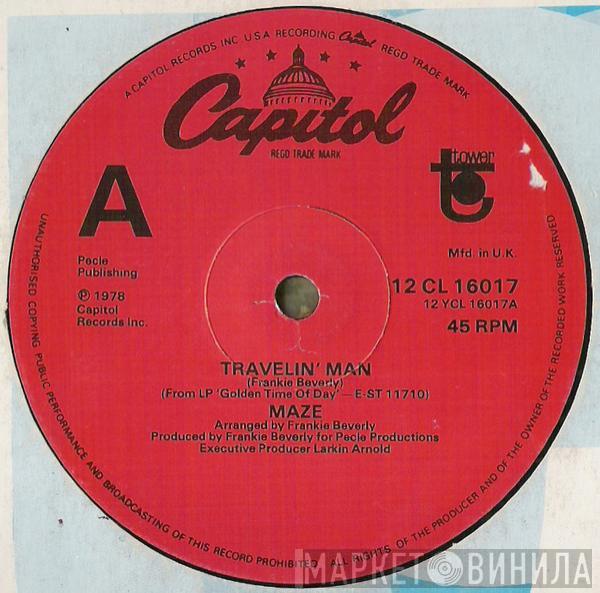 A CAPITOL RECORDS INC USA RECORDING Capitol REGD TRADE MARK
Capitol
REGD TRADE MARK
A
tower
t
Pecle
Publishing
Mfd. in U.K.
℗ 1978
Capitol
Records Inc.
12 CL 16017
12 YCL 16017A
45 RPM
TRAVELIN' MAN
(Frankie Beverly)
(From LP 'Golden Time Of Day' — E-ST 11710)
MAZE
Arranged by Frankie Beverly
Produced by Frankie Beverly for Pecle Productions
Executive Producer Larkin Arnold
UNAUTHORISED COPYING PUBLIC PERFORMANCE AND BROADCASTING OF THIS RECORD PROHIBITED. ALL RIGHTS OF THE PRODUCER AND OF THE OWNER OF THE RECORDED WORK RESERVED
МАРКЕТ ВИНИЛА